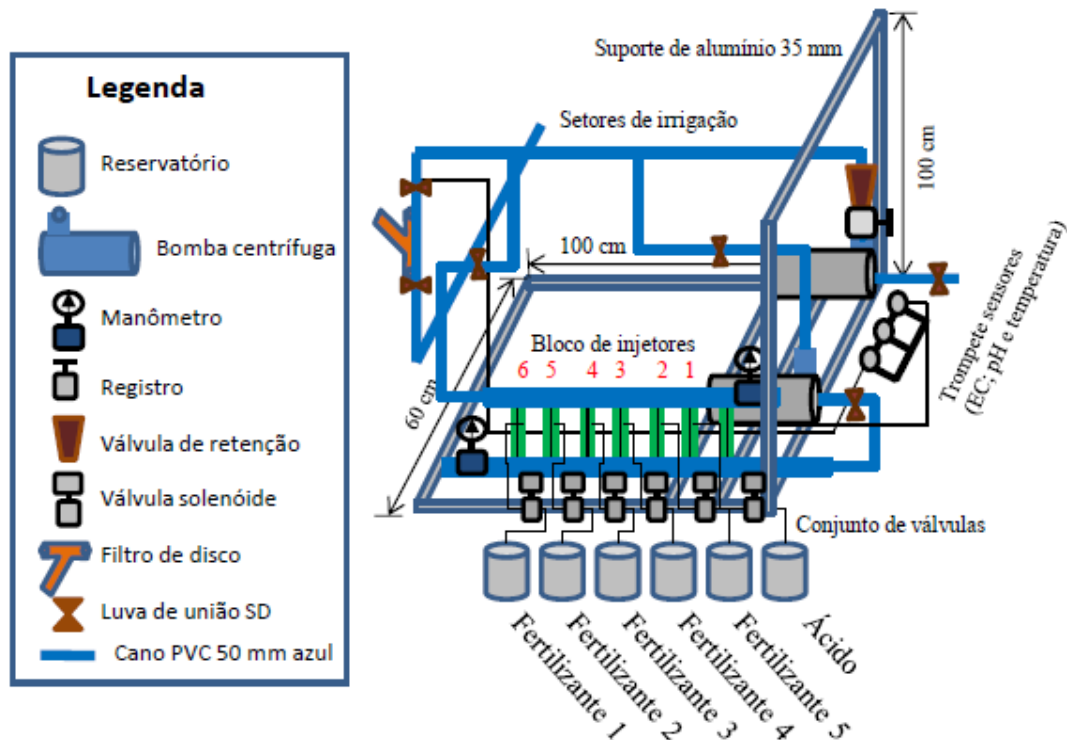 Legenda
Reservatório
Bomba centrífuga
Manômetro
Registro
Válvula de retenção
Válvula solenóide
Filtro de disco
Luva de união SD
Cano PVC 50 mm azul
Suporte de alumínio 35 mm
Setores de irrigação
100 cm
100 cm
60 cm
Bloco de injetores
6 5 4 3 2 1
Trompete sensores
(EC; pH e temperatura)
Conjunto de válvulas
Fertilizante 1
Fertilizante 2
Fertilizante 3
Fertilizante 4
Fertilizante 5
Ácido